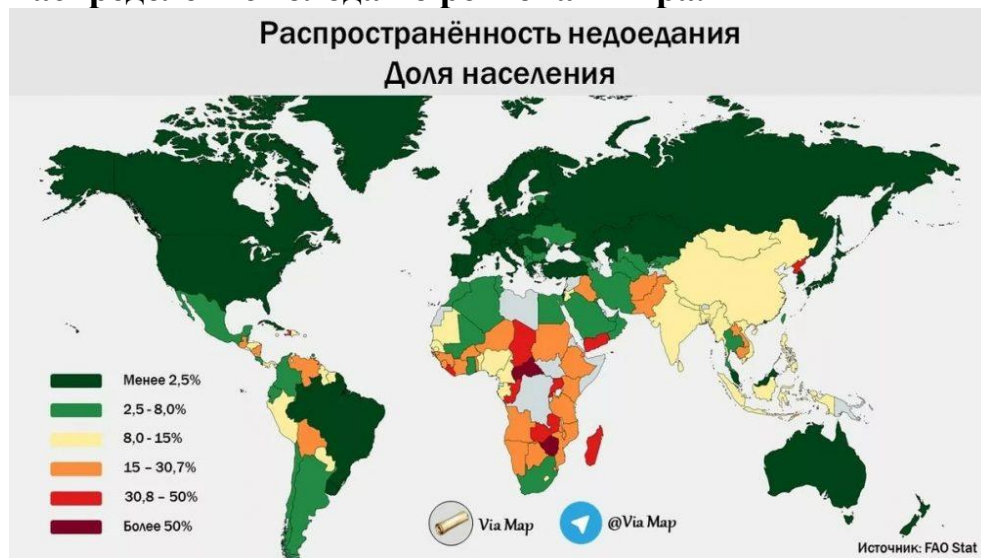 Распространённость недоедания
Доля населения
Менее 2,5%
2,5 - 8,0%
8,0 - 15%
15 – 30,7%
30,8 – 50%
Более 50%
Via Map
@Via Map
Источник: FAO Stat